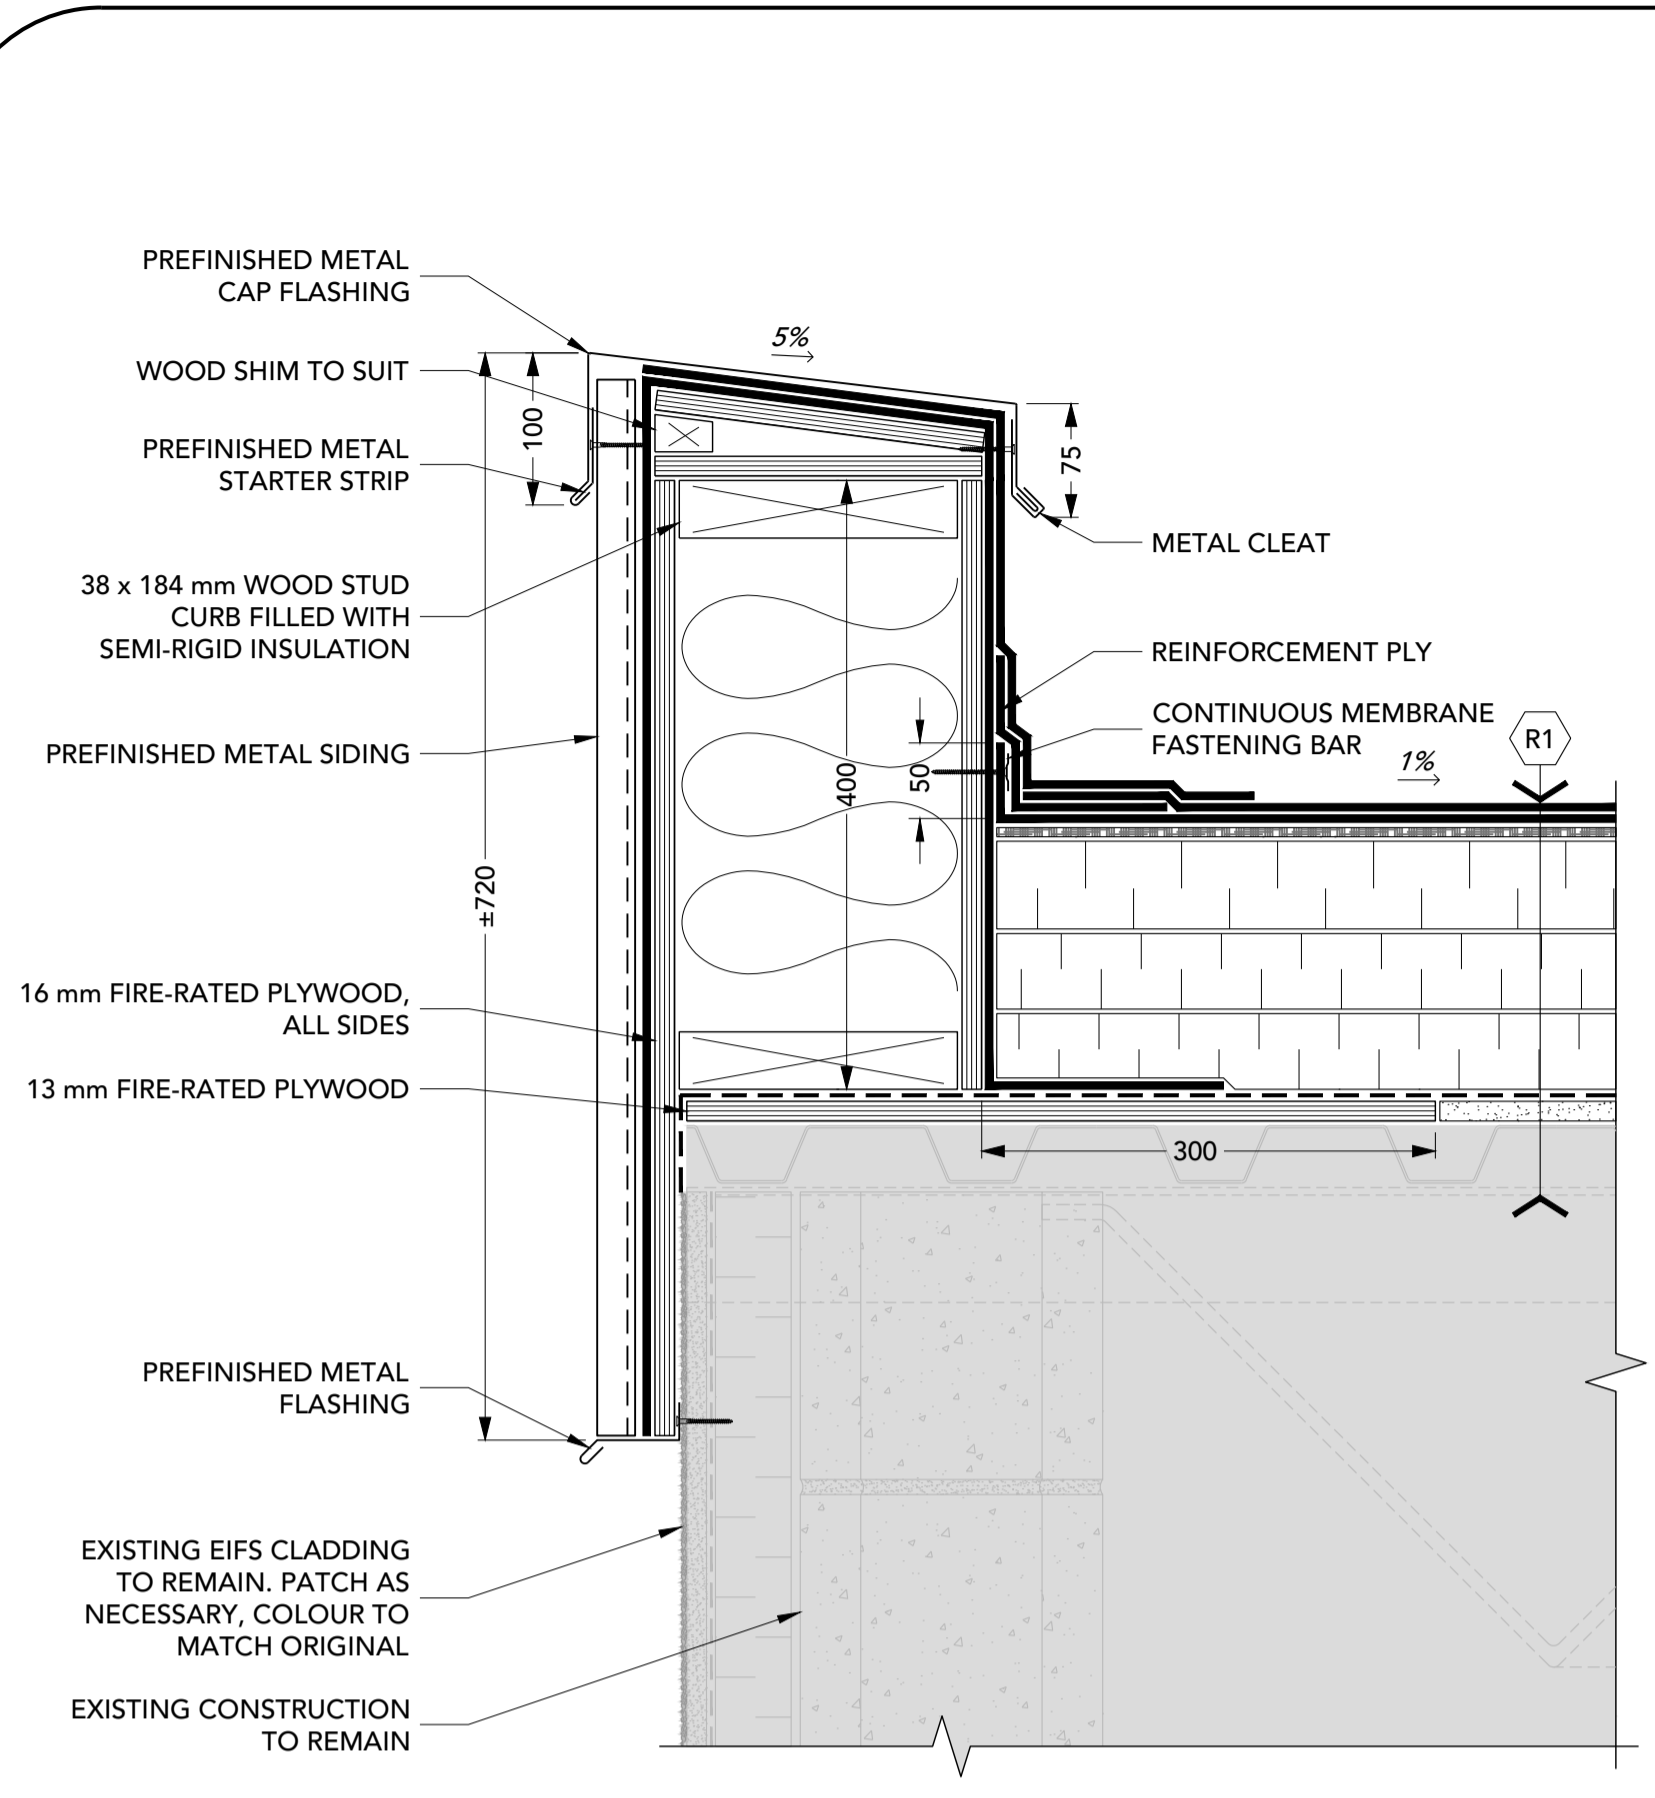 PREFINISHED METAL
CAP FLASHING
5%
WOOD SHIM TO SUIT
100
75
PREFINISHED METAL
STARTER STRIP
METAL CLEAT
38 x 184 mm WOOD STUD
CURB FILLED WITH
SEMI-RIGID INSULATION
REINFORCEMENT PLY
CONTINUOUS MEMBRANE
FASTENING BAR
R1
1%
PREFINISHED METAL SIDING
400
50
±720
16 mm FIRE-RATED PLYWOOD,
ALL SIDES
13 mm FIRE-RATED PLYWOOD
300
PREFINISHED METAL
FLASHING
EXISTING EIFS CLADDING
TO REMAIN. PATCH AS
NECESSARY, COLOUR TO
MATCH ORIGINAL
EXISTING CONSTRUCTION
TO REMAIN